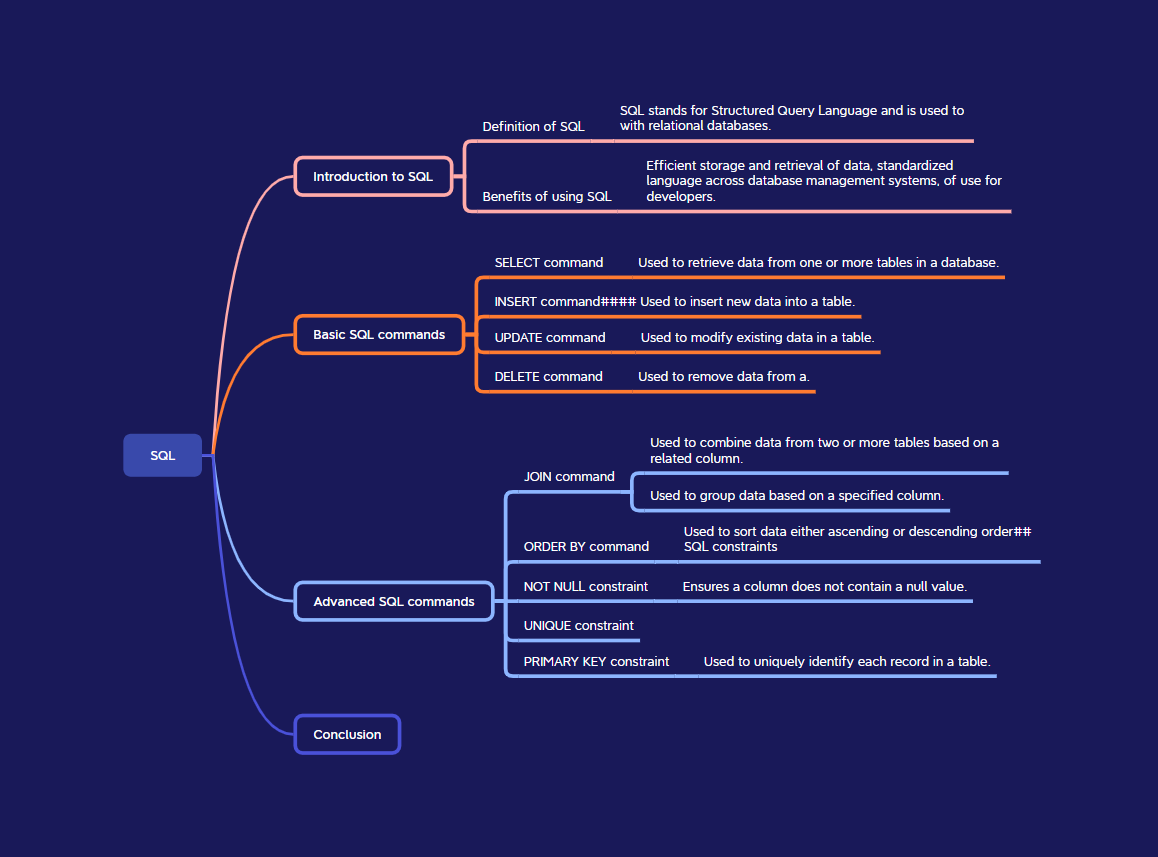 SQL
Introduction to SQL
Definition of SQL
SQL stands for Structured Query Language and is used to
with relational databases.
Benefits of using SQL
Efficient storage and retrieval of data, standardized
language across database management systems, of use for
developers.
Basic SQL commands
SELECT command
Used to retrieve data from one or more tables in a database.
INSERT command####
Used to insert new data into a table.
UPDATE command
Used to modify existing data in a table.
DELETE command
Used to remove data from a.
Advanced SQL commands
JOIN command
Used to combine data from two or more tables based on a
related column.
Used to group data based on a specified column.
ORDER BY command
Used to sort data either ascending or descending order##
SQL constraints
NOT NULL constraint
Ensures a column does not contain a null value.
UNIQUE constraint
PRIMARY KEY constraint
Used to uniquely identify each record in a table.
Conclusion